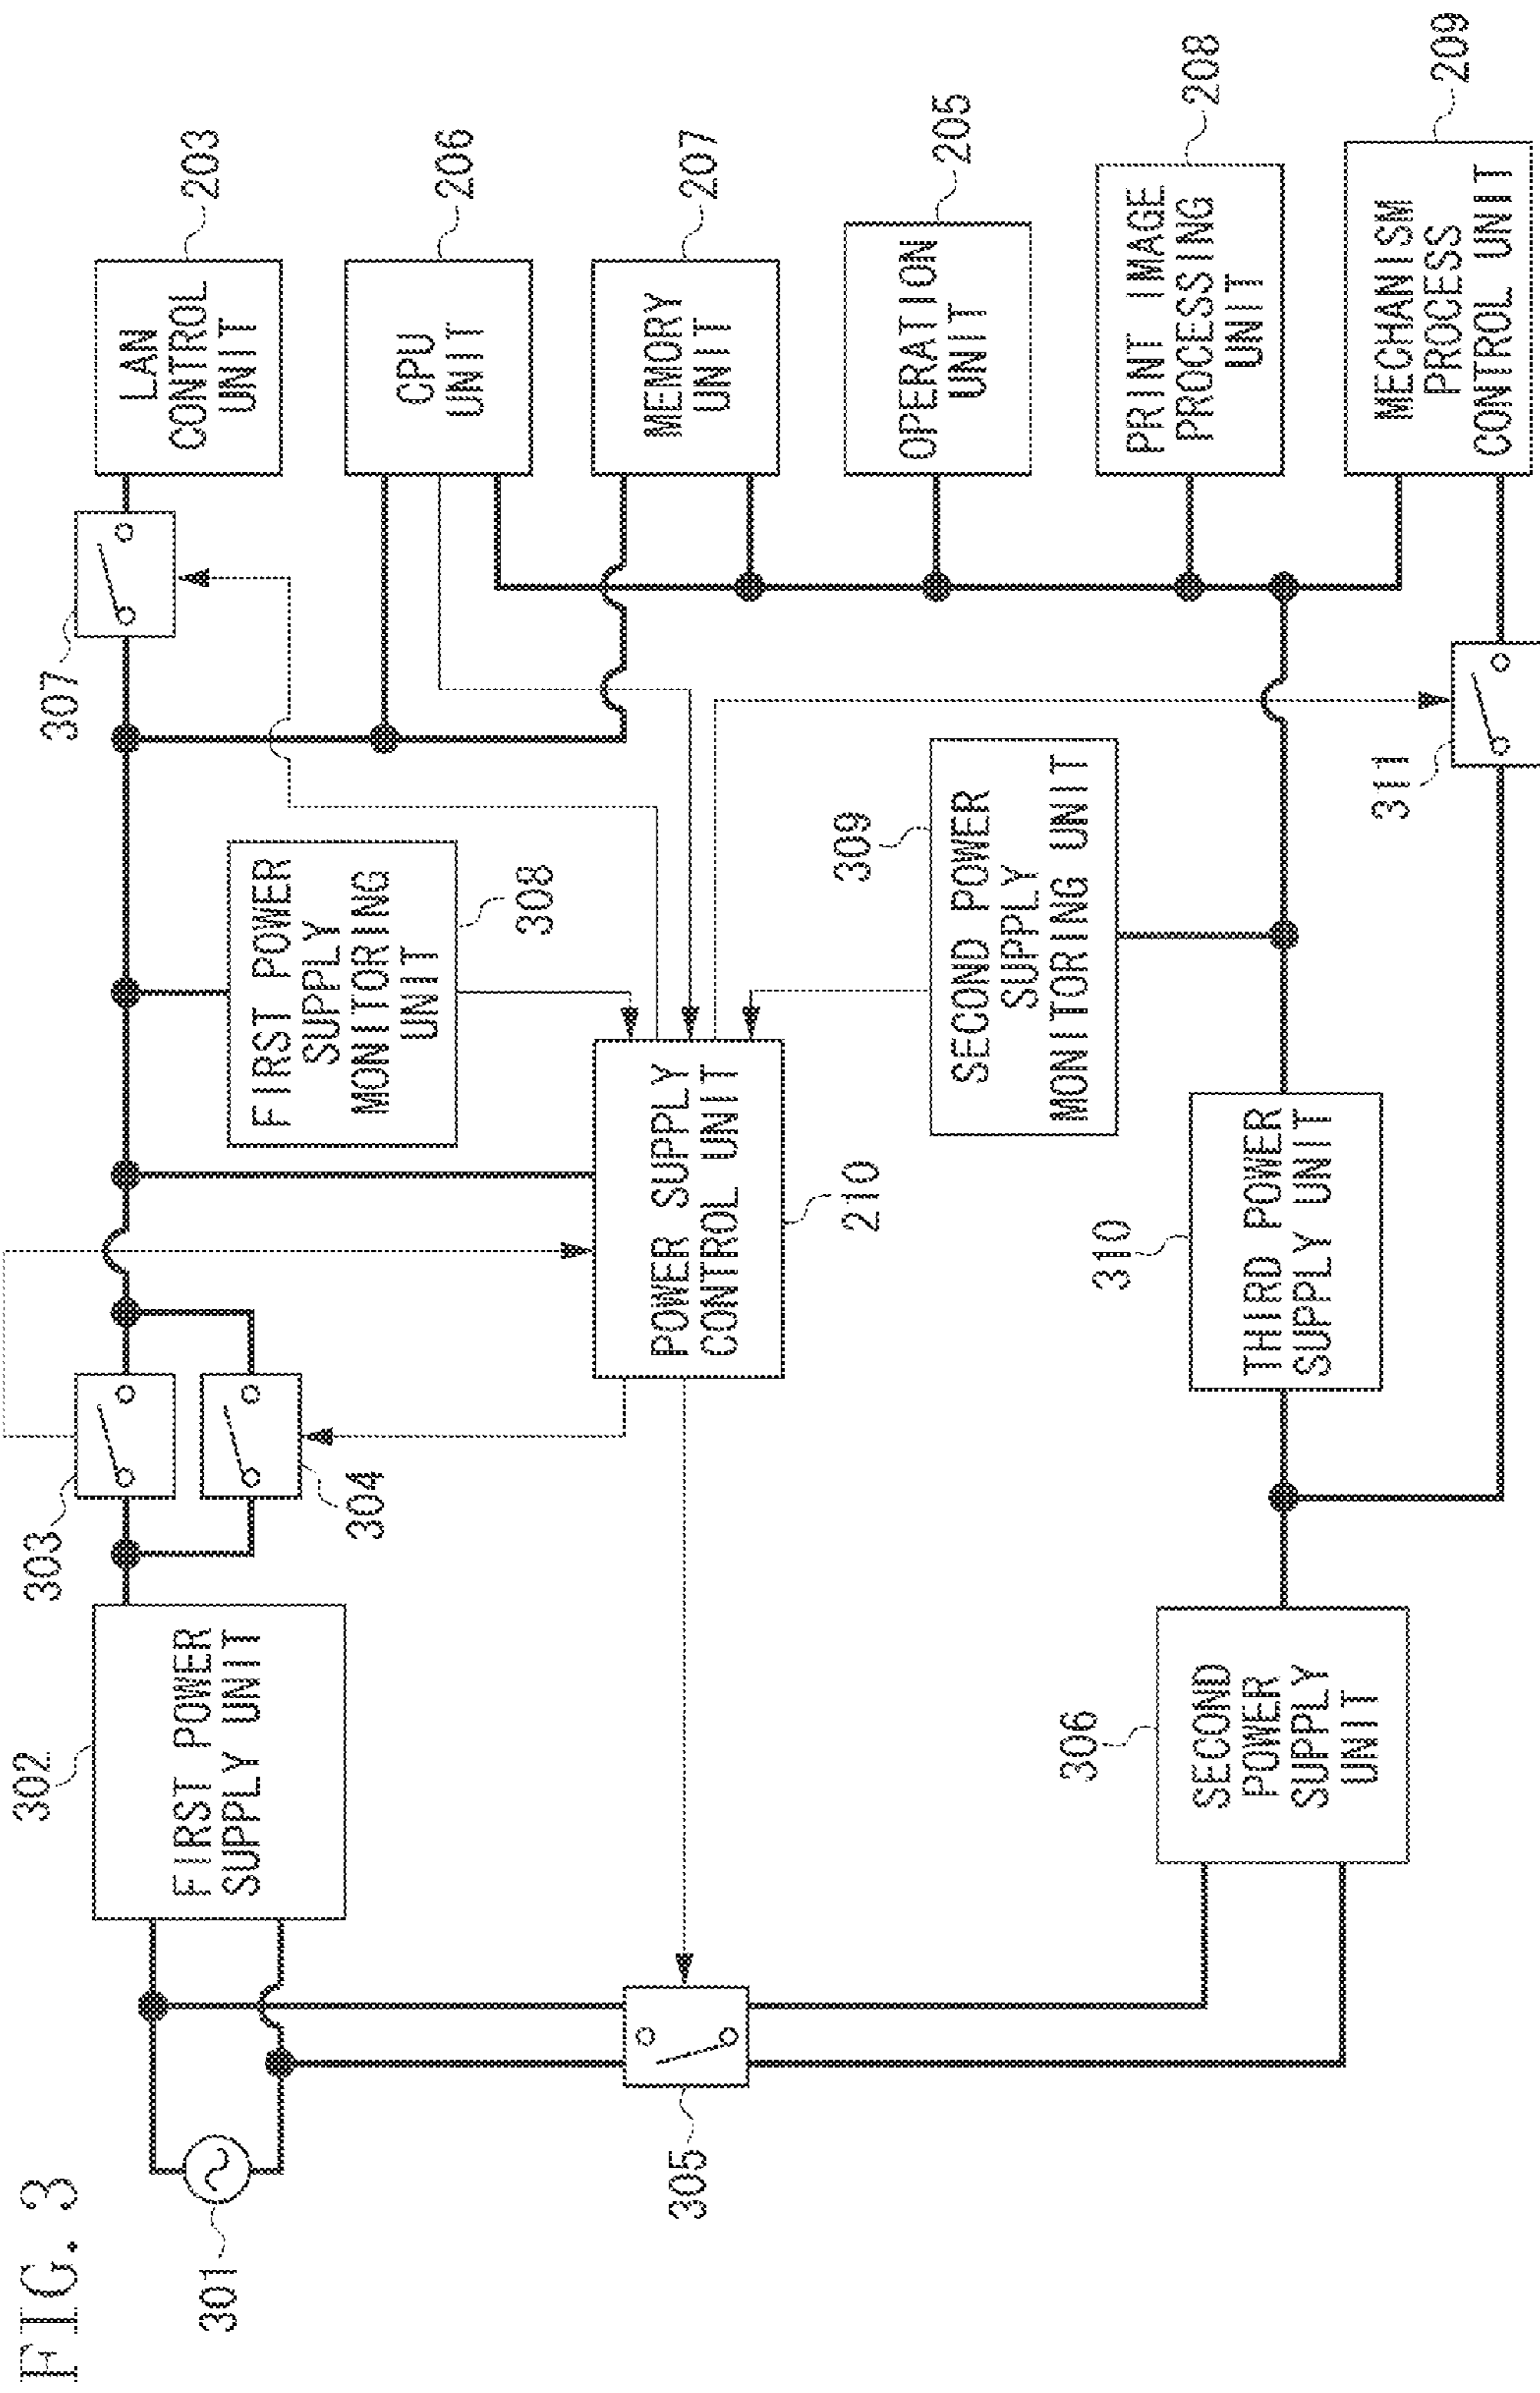 FIG. 3
301
302
FIRST POWER
SUPPLY UNIT
303
304
305
306
SECOND
POWER
SUPPLY
UNIT
307
FIRST POWER
SUPPLY
MONITORING
UNIT
308
POWER SUPPLY
CONTROL UNIT
210
309
SECOND POWER
SUPPLY
MONITORING UNIT
310
THIRD POWER
SUPPLY UNIT
311
LAN
CONTROL
UNIT
203
CPU
UNIT
206
MEMORY
UNIT
207
OPERATION
UNIT
205
PRINT IMAGE
PROCESSING
UNIT
208
MECHANISM
PROCESS
CONTROL UNIT
209